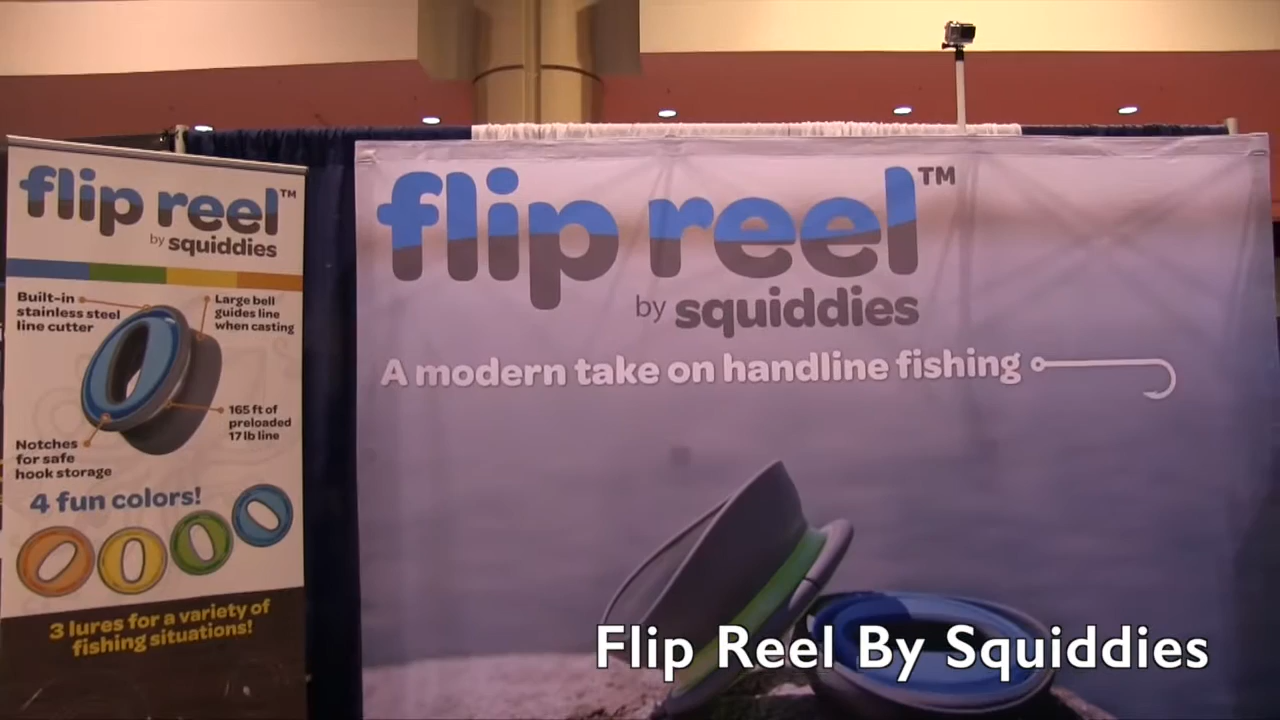 flip reel™
by squiddies
Built-in
stainless steel
line cutter
Large bell
guides line
when casting
165 ft of
preloaded
17 lb line
Notches
for safe
hook storage
4 fun colors!
3 lures for a variety of
fishing situations!
flip reel™
by squiddies
A modern take on handline fishing
Flip Reel By Squiddies